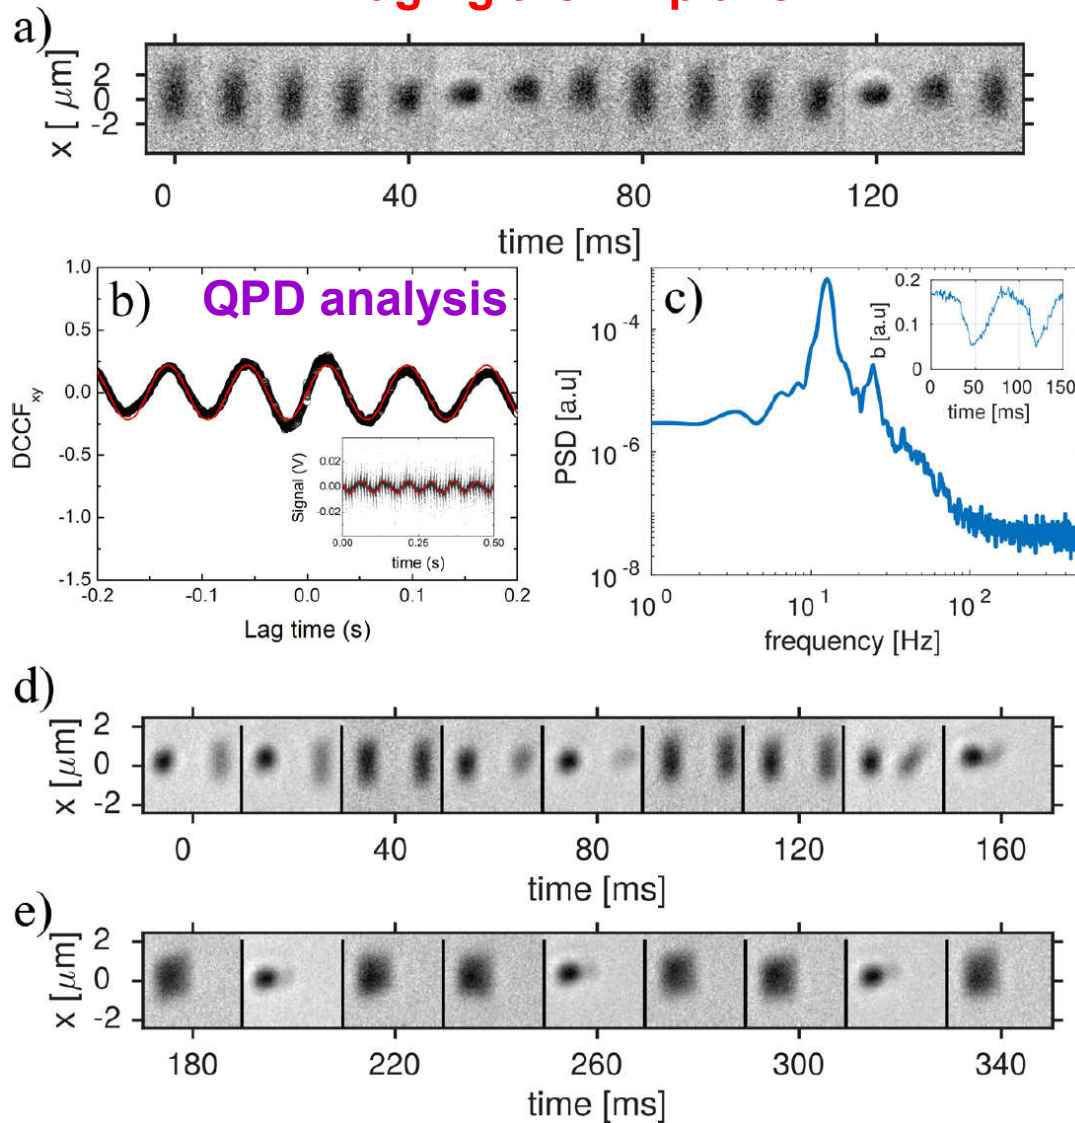 a)
x [ μm]
2
0
-2
0 40 80 120
time [ms]
b) QPD analysis
DCCF_xy
1.0
0.5
0.0
-0.5
-1.0
-1.5
-0.2 -0.1 0.0 0.1 0.2
Lag time (s)
Signal (V)
0.02
0.00
-0.02
0.00 0.25 0.50
time (s)
c)
PSD [a.u]
10^-4
10^-6
10^-8
10^0 10^1 10^2
frequency [Hz]
b [a.u]
0.2
0.1
0
0 50 100 150
time [ms]
d)
x [μm]
2
0
-2
0 40 80 120 160
time [ms]
e)
x [μm]
2
0
-2
180 220 260 300 340
time [ms]